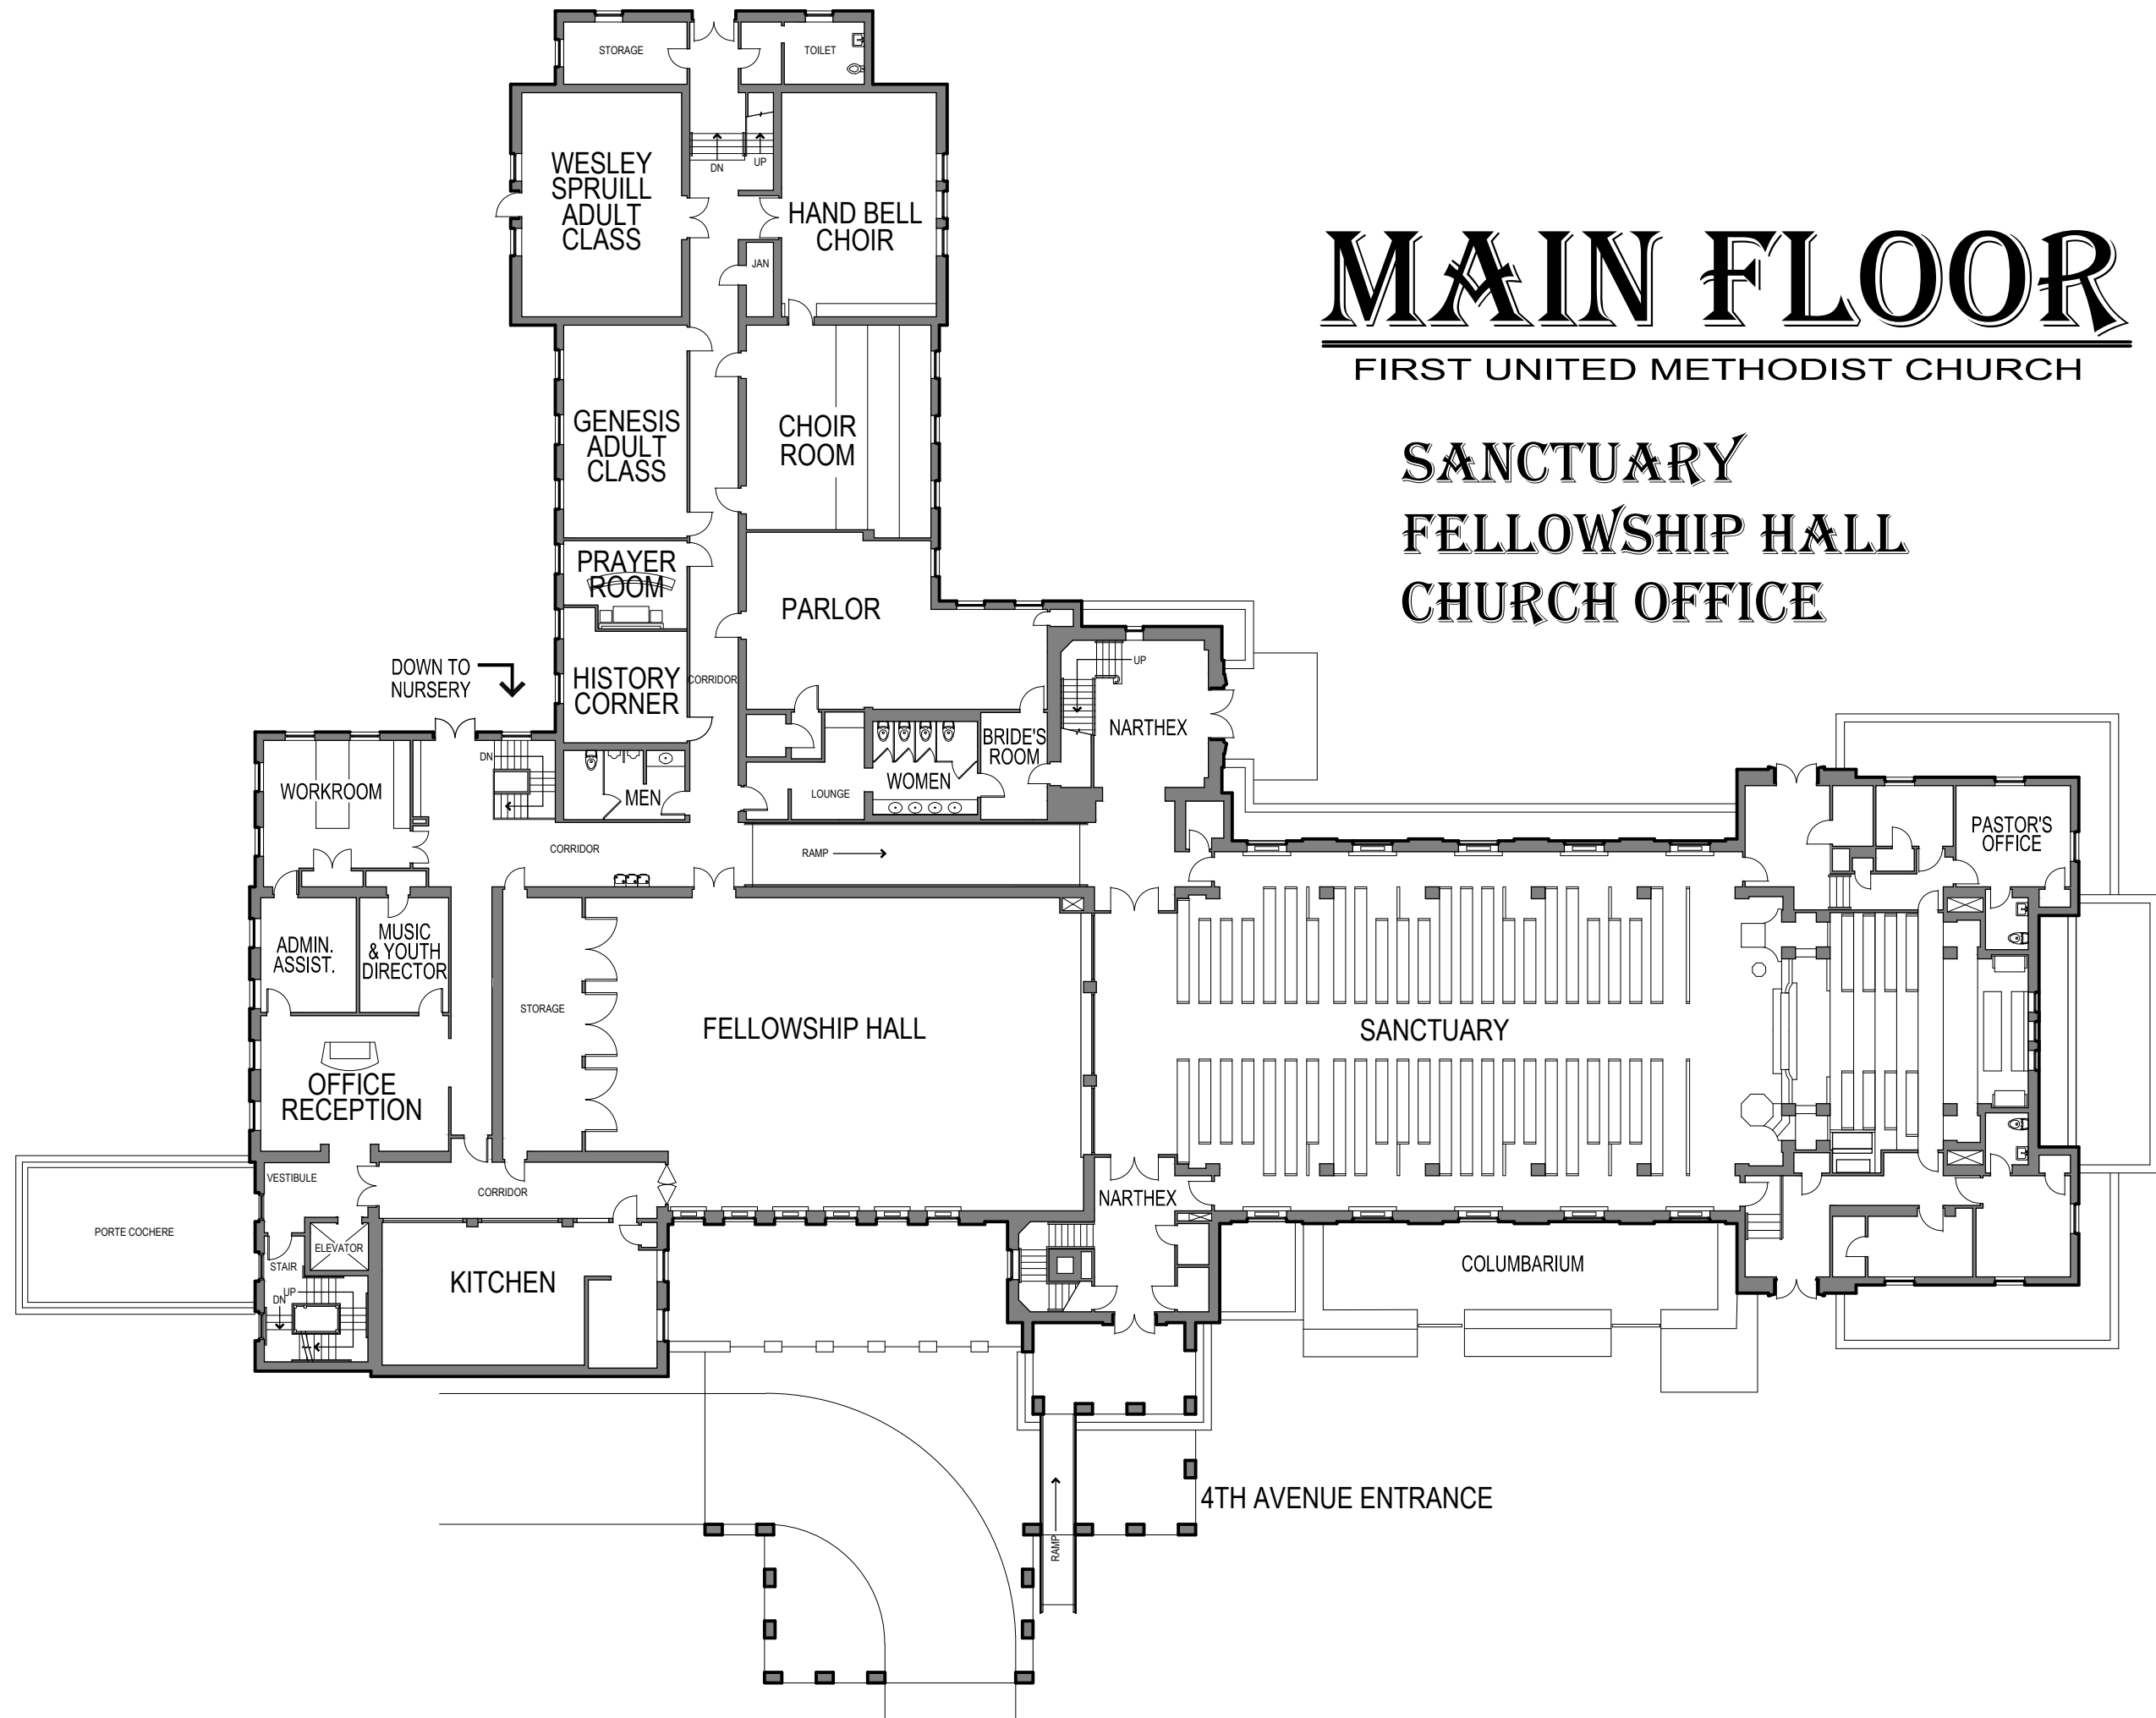 STORAGE
TOILET
WESLEY
SPRUILL
ADULT
CLASS
DN
UP
HAND BELL
CHOIR
JAN
MAIN FLOOR
FIRST UNITED METHODIST CHURCH
SANCTUARY
FELLOWSHIP HALL
CHURCH OFFICE
GENESIS
ADULT
CLASS
CHOIR
ROOM
PRAYER
ROOM
PARLOR
DOWN TO
NURSERY
HISTORY
CORNER
CORRIDOR
UP
NARTHEX
BRIDE'S
ROOM
DN
WORKROOM
MEN
LOUNGE
WOMEN
PASTOR'S
OFFICE
CORRIDOR
RAMP
ADMIN.
ASSIST.
MUSIC
& YOUTH
DIRECTOR
STORAGE
FELLOWSHIP HALL
SANCTUARY
OFFICE
RECEPTION
VESTIBULE
CORRIDOR
NARTHEX
PORTE COCHERE
ELEVATOR
STAIR
UP
DN
KITCHEN
COLUMBARIUM
4TH AVENUE ENTRANCE
RAMP